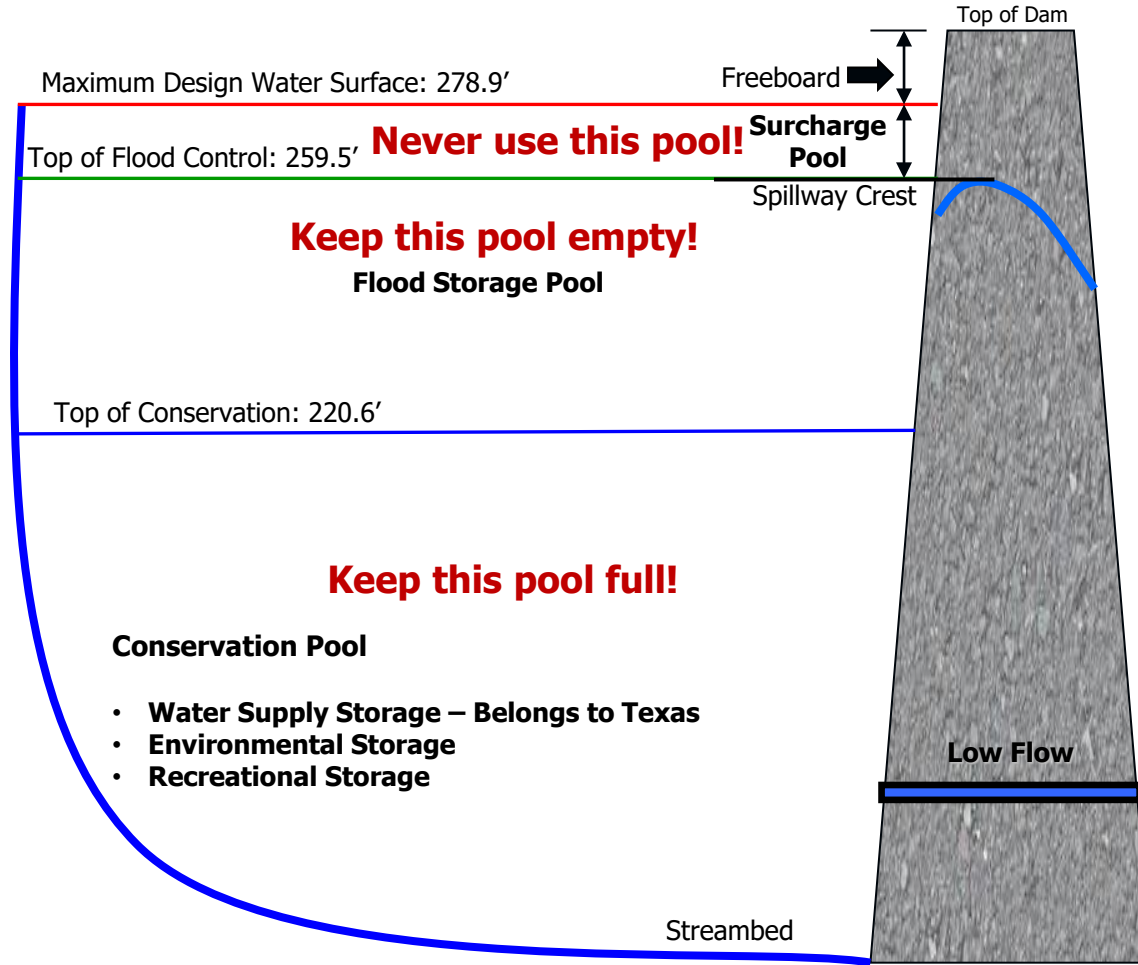 Top of Dam
Maximum Design Water Surface: 278.9’
Freeboard
Never use this pool!
Surcharge
Pool
Top of Flood Control: 259.5’
Spillway Crest
Keep this pool empty!
Flood Storage Pool
Top of Conservation: 220.6’
Keep this pool full!
Conservation Pool
• Water Supply Storage – Belongs to Texas
• Environmental Storage
• Recreational Storage
Low Flow
Streambed